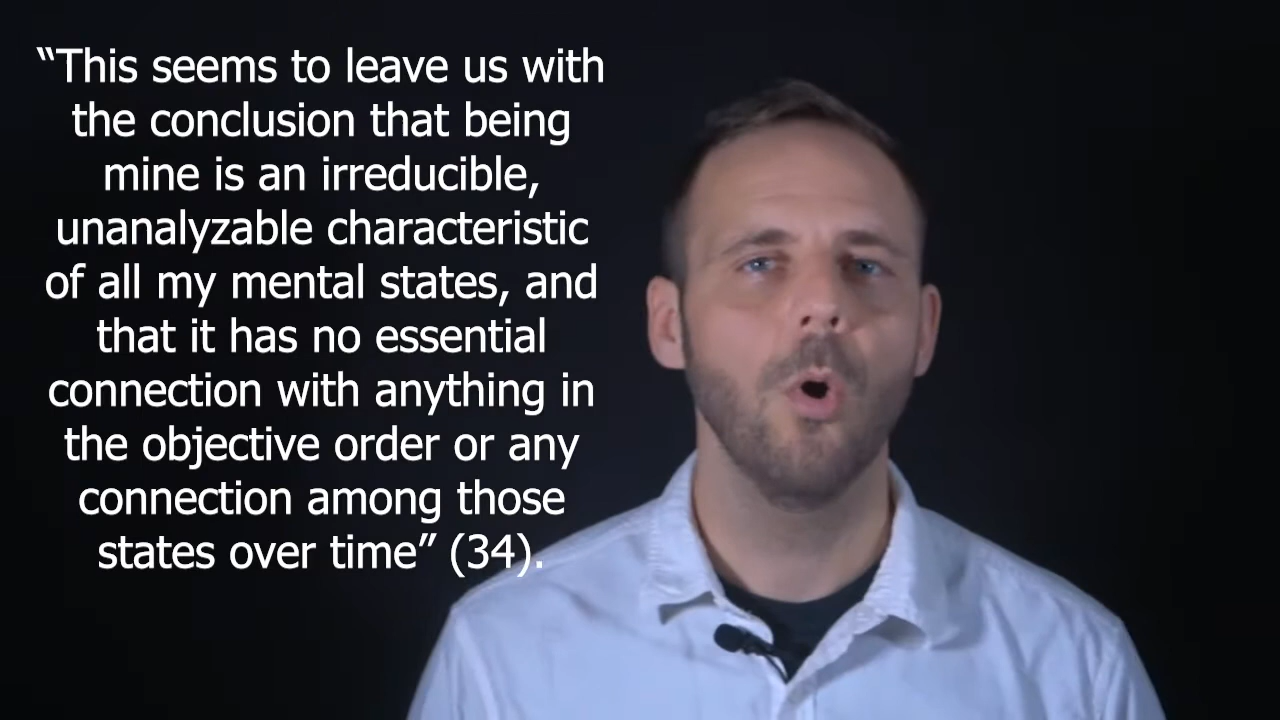 “This seems to leave us with
the conclusion that being
mine is an irreducible,
unanalyzable characteristic
of all my mental states, and
that it has no essential
connection with anything in
the objective order or any
connection among those
states over time” (34).